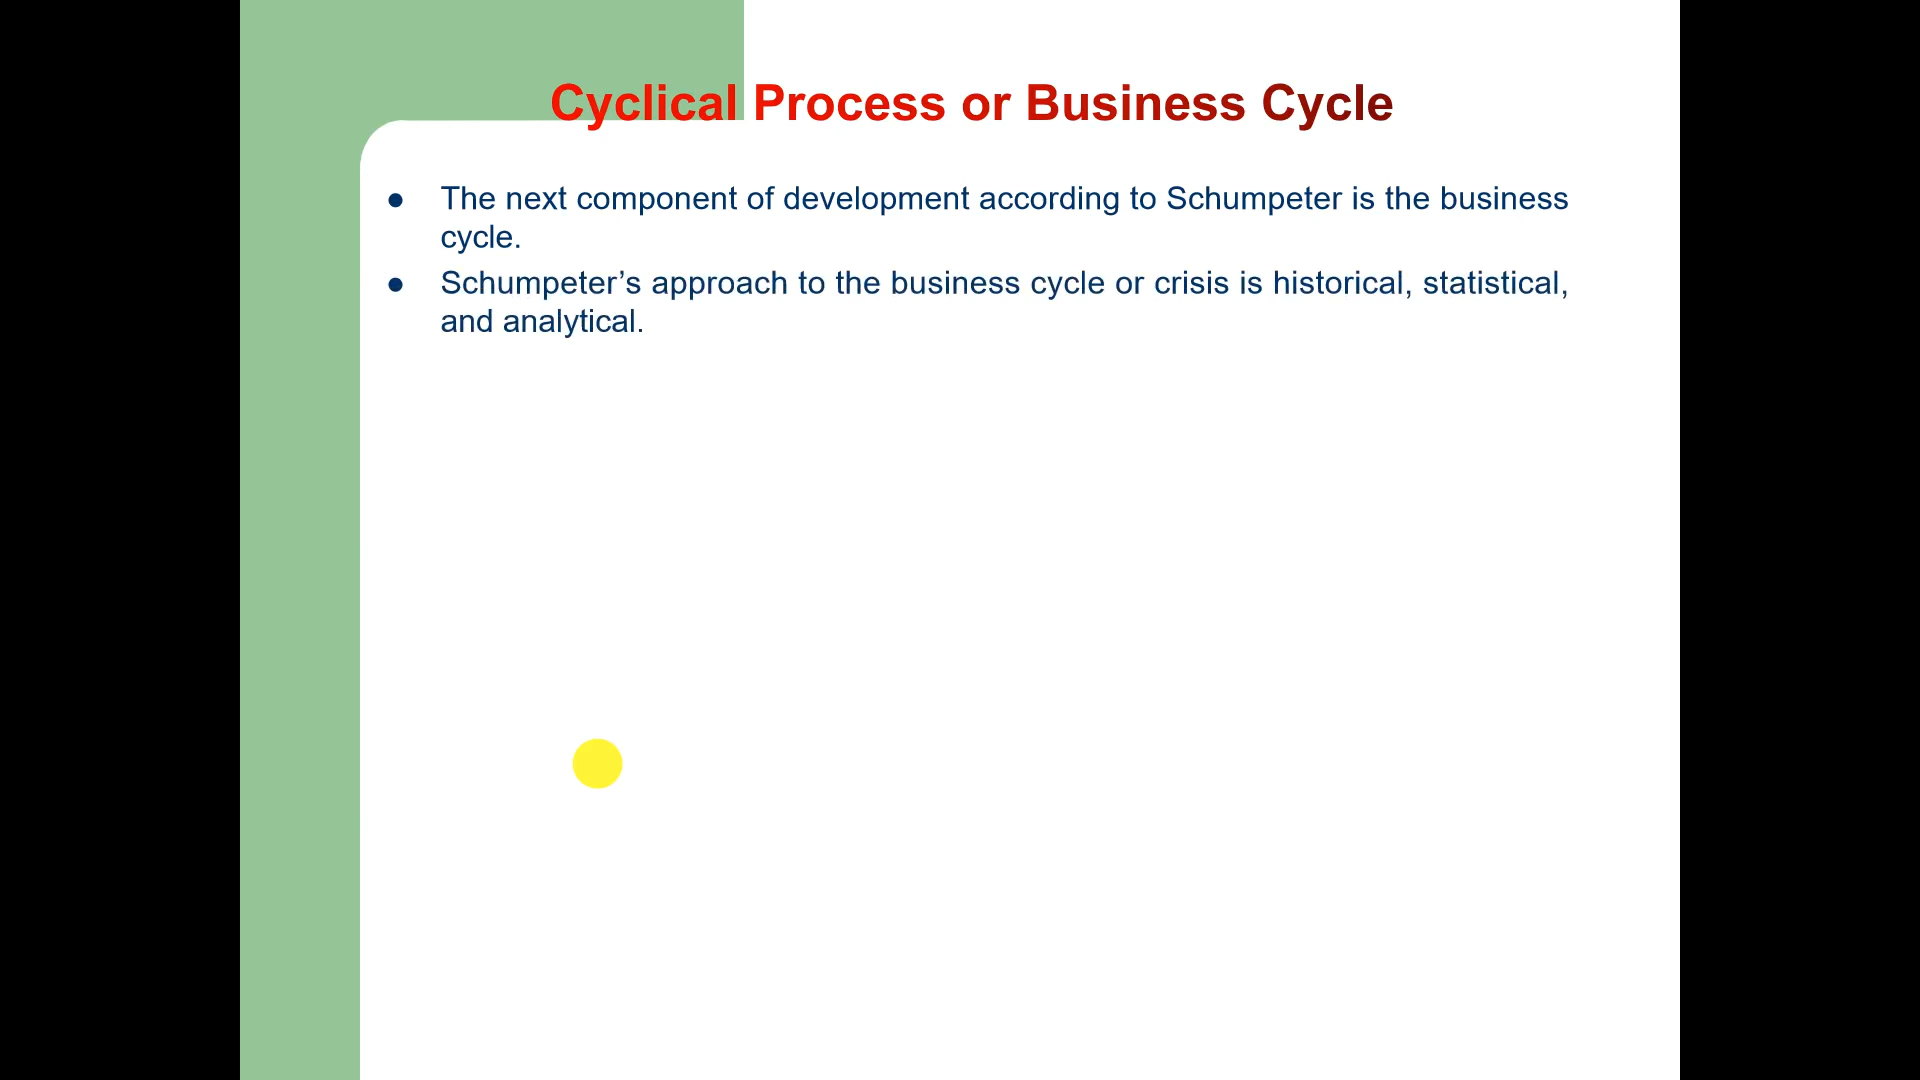 Cyclical Process or Business Cycle
● The next component of development according to Schumpeter is the business
cycle.
● Schumpeter’s approach to the business cycle or crisis is historical, statistical,
and analytical.